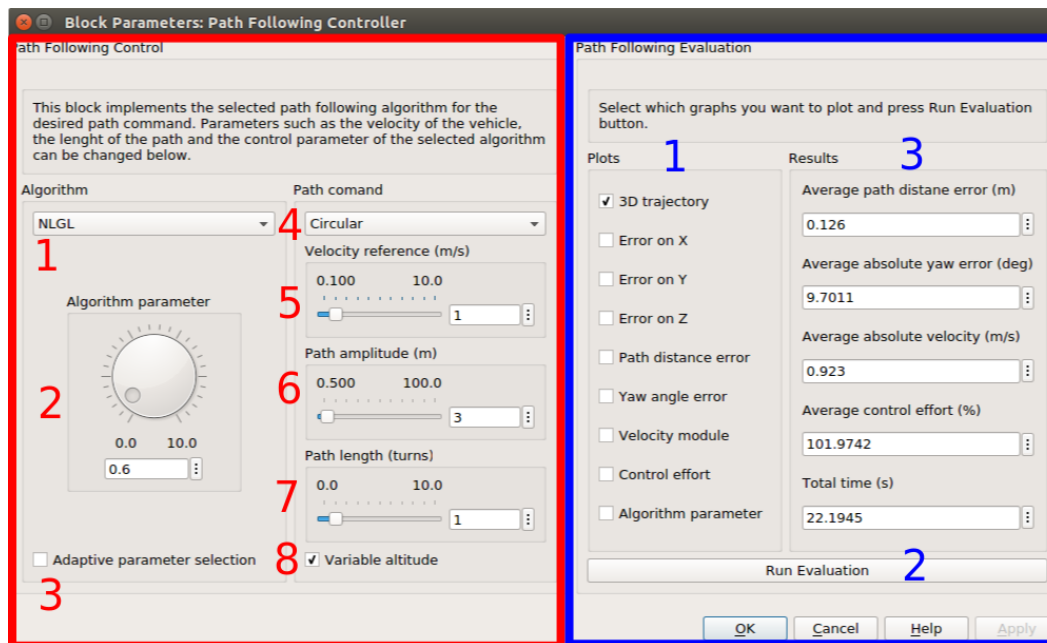 Block Parameters: Path Following Controller
Path Following Control
This block implements the selected path following algorithm for the
desired path command. Parameters such as the velocity of the vehicle,
the lenght of the path and the control parameter of the selected algorithm
can be changed below.
Algorithm
NLGL
1
Algorithm parameter
2
0.0 10.0
0.6
Adaptive parameter selection
3
Path comand
4
Circular
Velocity reference (m/s)
0.100 10.0
5
1
Path amplitude (m)
0.500 100.0
6
3
Path length (turns)
0.0 10.0
7
1
8
Variable altitude
Path Following Evaluation
Select which graphs you want to plot and press Run Evaluation
button.
1
Plots
3D trajectory
Error on X
Error on Y
Error on Z
Path distance error
Yaw angle error
Velocity module
Control effort
Algorithm parameter
3
Results
Average path distane error (m)
0.126
Average absolute yaw error (deg)
9.7011
Average absolute velocity (m/s)
0.923
Average control effort (%)
101.9742
Total time (s)
22.1945
Run Evaluation
2
OK Cancel Help Apply